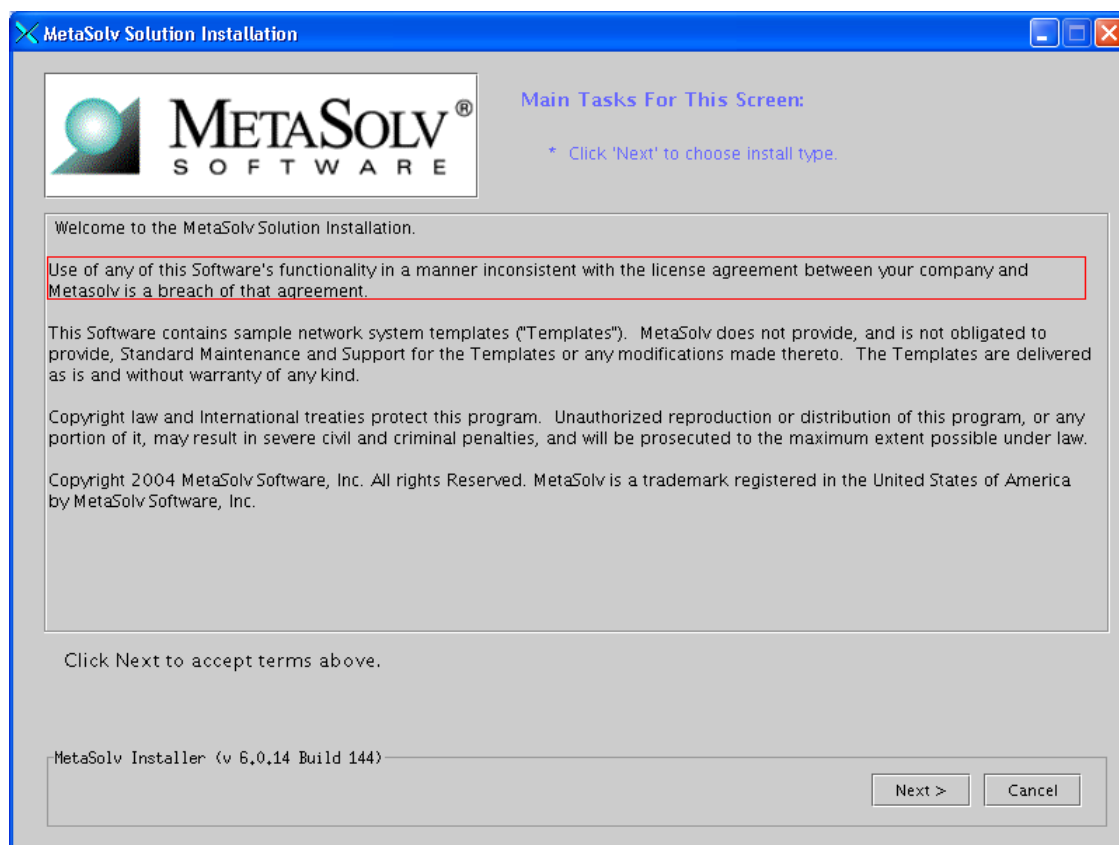 MetaSolv Solution Installation
METASOLV®
SOFTWARE
Main Tasks For This Screen:
* Click 'Next' to choose install type.
Welcome to the MetaSolv Solution Installation.
Use of any of this Software's functionality in a manner inconsistent with the license agreement between your company and
Metasolv is a breach of that agreement.
This Software contains sample network system templates ("Templates").  MetaSolv does not provide, and is not obligated to
provide, Standard Maintenance and Support for the Templates or any modifications made thereto.  The Templates are delivered
as is and without warranty of any kind.
Copyright law and International treaties protect this program.  Unauthorized reproduction or distribution of this program, or any
portion of it, may result in severe civil and criminal penalties, and will be prosecuted to the maximum extent possible under law.
Copyright 2004 MetaSolv Software, Inc. All rights Reserved. MetaSolv is a trademark registered in the United States of America
by MetaSolv Software, Inc.
Click Next to accept terms above.
MetaSolv Installer (v 6.0.14 Build 144)
Next >
Cancel